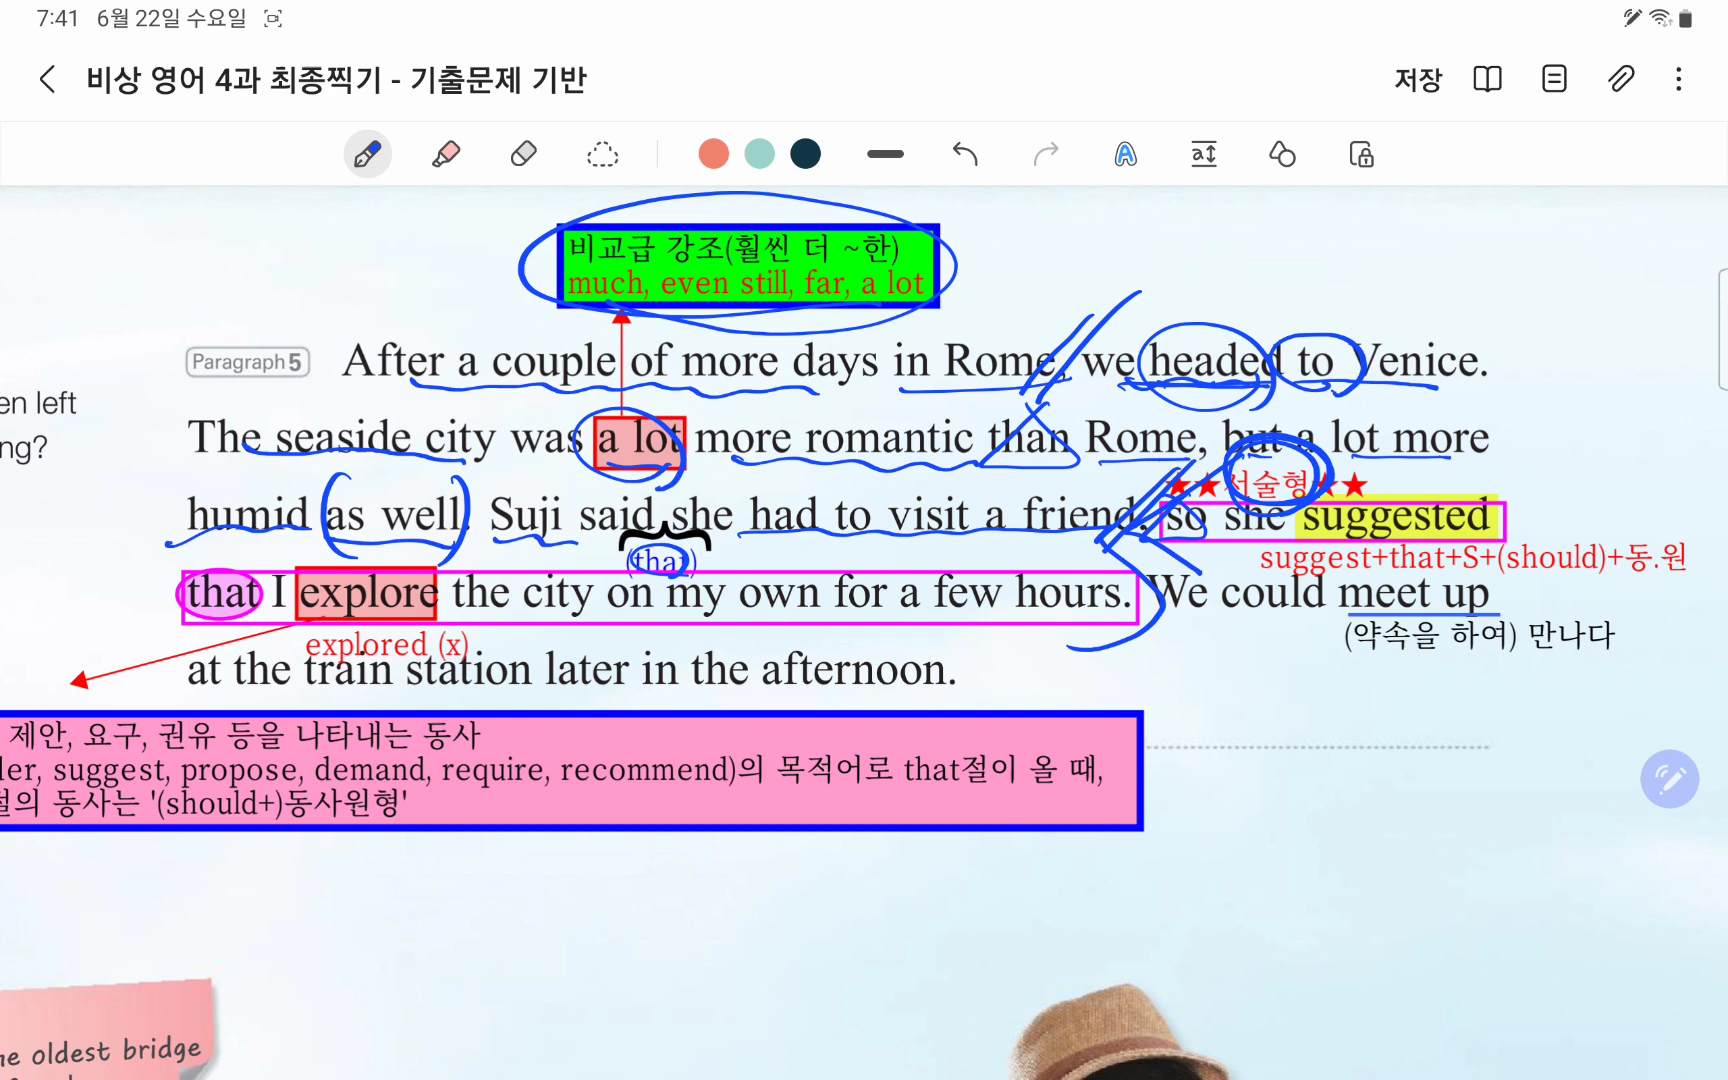 7:41 6월 22일 수요일
비상 영어 4과 최종찍기 - 기출문제 기반
저장
비교급 강조(훨씬 더 ~한)
much, even still, far, a lot
Paragraph 5 After a couple of more days in Rome, we headed to Venice.
en left
The seaside city was a lot more romantic than Rome, but a lot more
ng?
★★서술형★★
humid as well. Suji said she had to visit a friend, so she suggested
(that)
suggest+that+S+(should)+동.원
that I explore the city on my own for a few hours. We could meet up
explored (x)
(약속을 하여) 만나다
at the train station later in the afternoon.
제안, 요구, 권유 등을 나타내는 동사
der, suggest, propose, demand, require, recommend)의 목적어로 that절이 올 때,
절의 동사는 '(should+)동사원형'
he oldest bridge